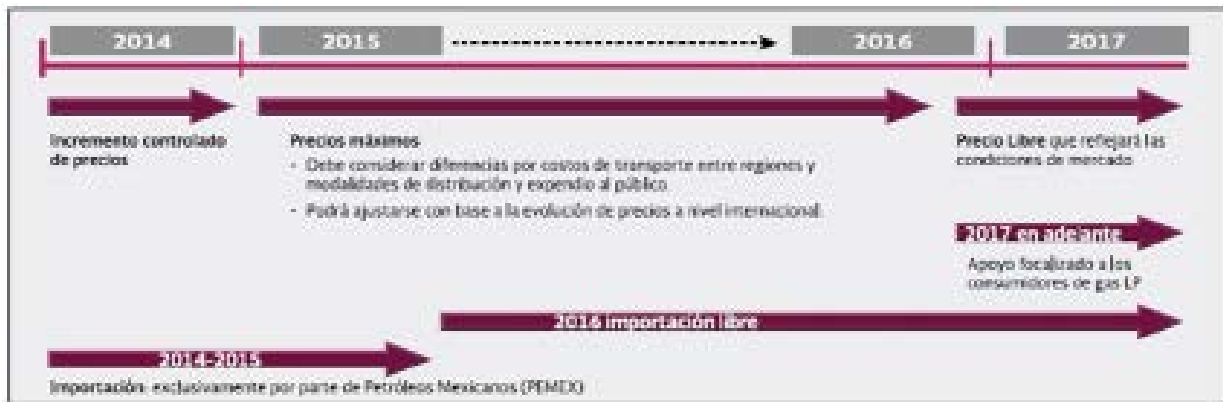 2014
2015
2016
2017
Incremento controlado
de precios
Precios máximos
- Debe considerar diferencias por costos de transporte entre regiones y
modalidades de distribución y expendio al público.
- Podrá ajustarse con base a la evolución de precios a nivel internacional.
Precio Libre que reflejará las
condiciones de mercado
2017 en adelante
Apoyo focalizado a los
consumidores de gas LP
2016 Importación libre
2014-2015
Importación: exclusivamente por parte de Petróleos Mexicanos (PEMEX)